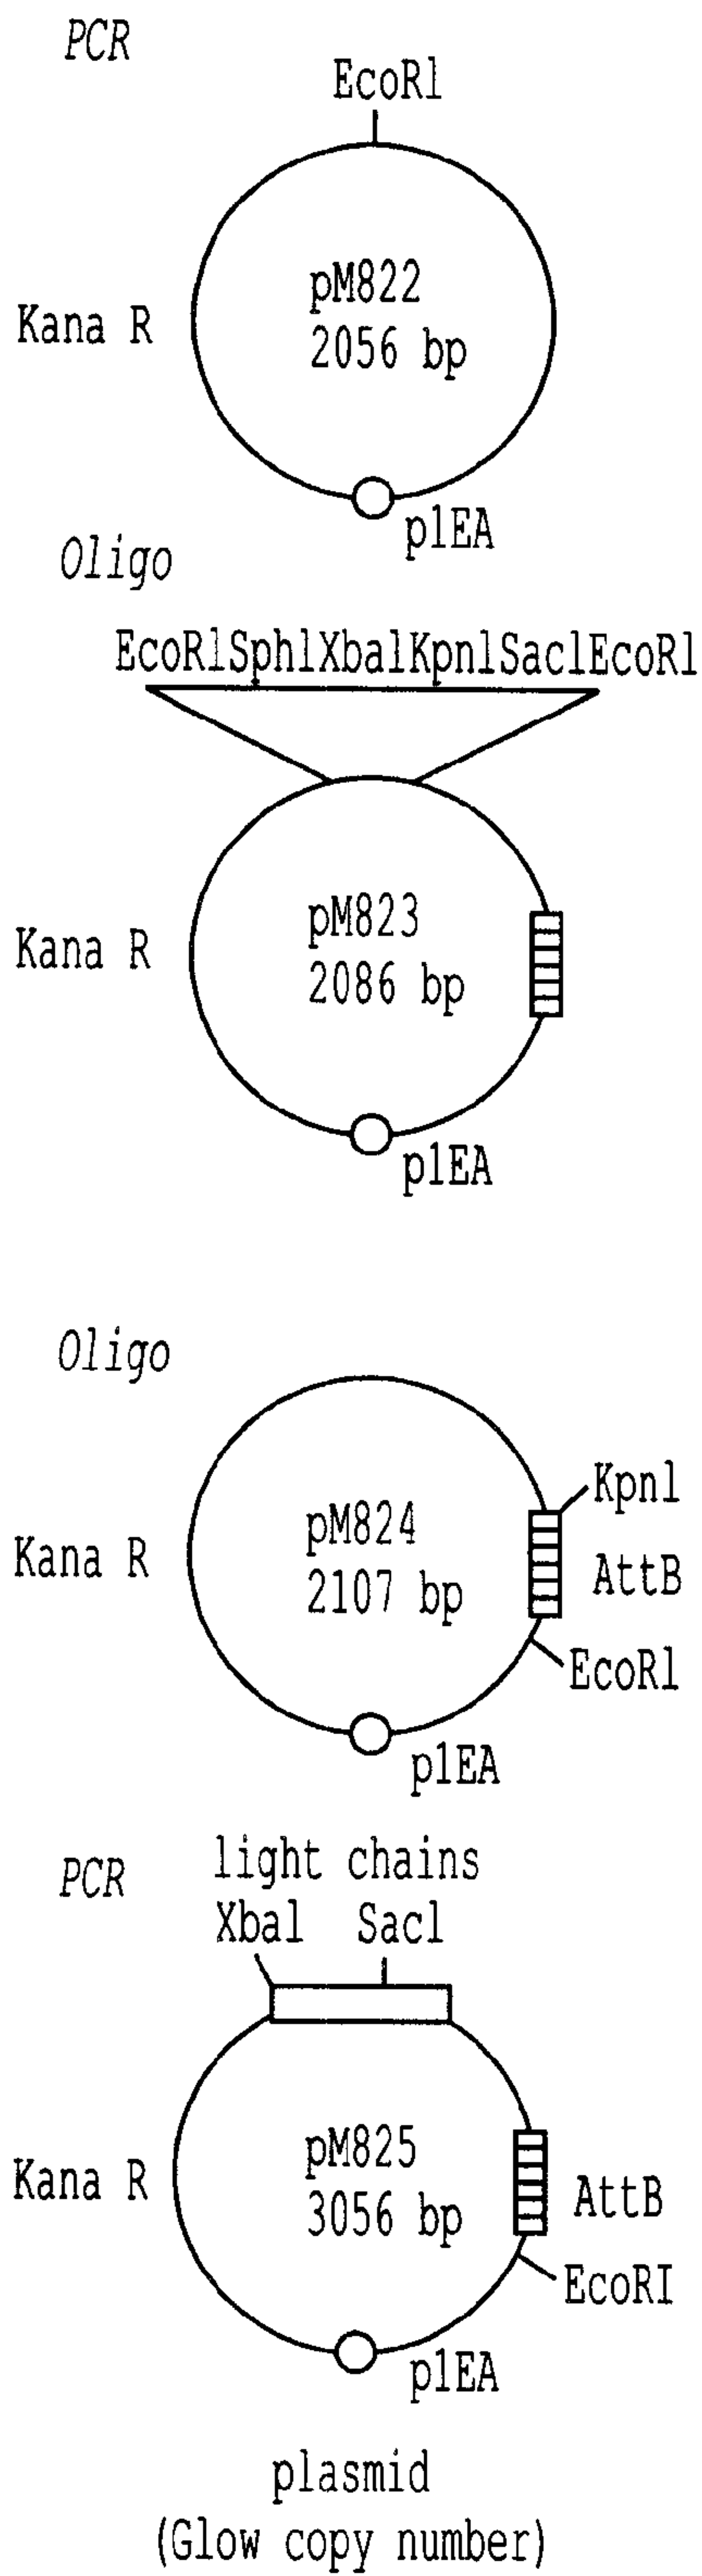 PCR
EcoRl
Kana R
pM822
2056 bp
plEA
Oligo
EcoRlSphlXbalKpnlSaclEcoRl
Kana R
pM823
2086 bp
plEA
Oligo
Kana R
pM824
2107 bp
Kpnl
AttB
EcoRl
plEA
PCR
light chains
Xbal Sacl
Kana R
pM825
3056 bp
AttB
EcoRI
plEA
plasmid
(Glow copy number)